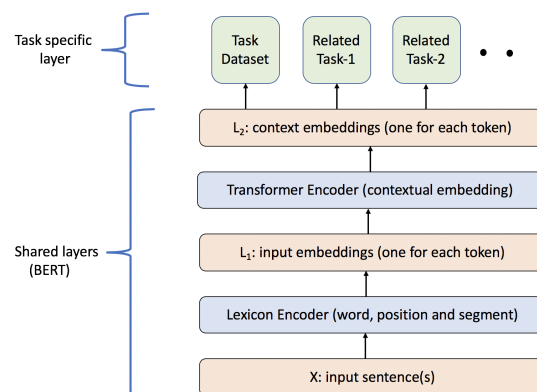 Task specific
layer
Task
Dataset
Related
Task-1
Related
Task-2
L₂: context embeddings (one for each token)
Transformer Encoder (contextual embedding)
Shared layers
(BERT)
L₁: input embeddings (one for each token)
Lexicon Encoder (word, position and segment)
X: input sentence(s)